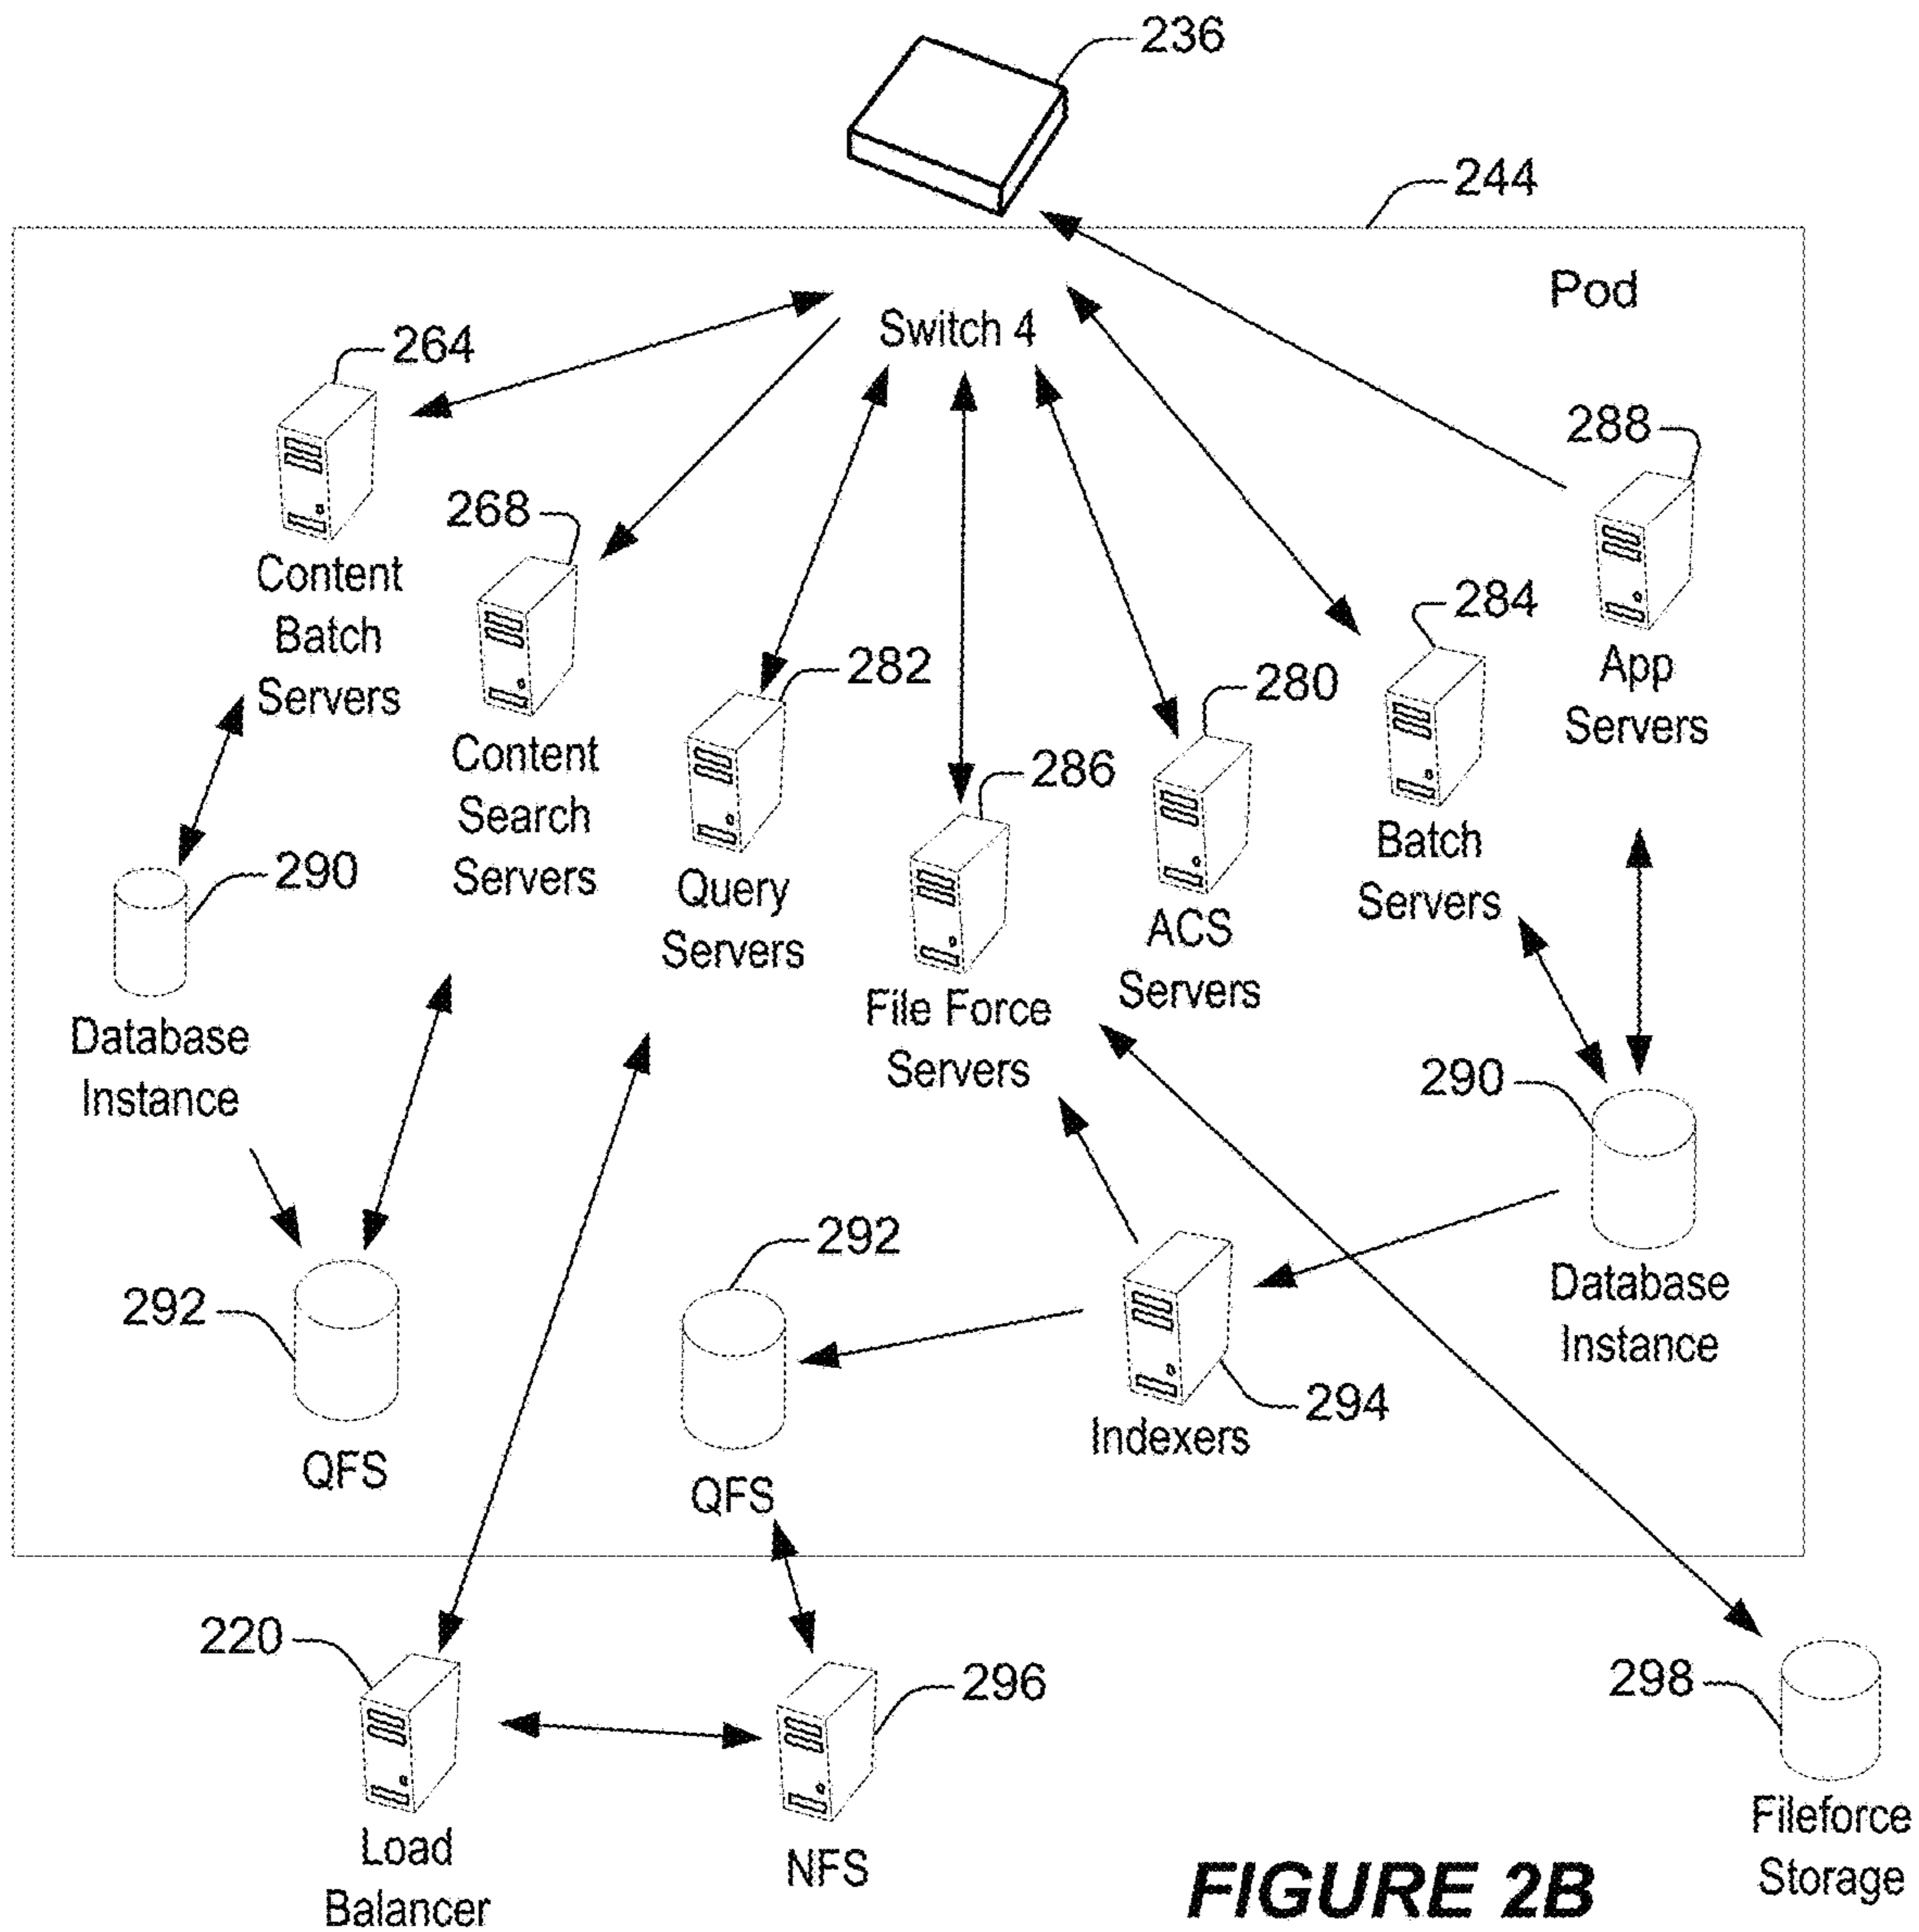 236
244
Pod
Switch 4
264
288
268
Content
Batch
Servers
284
App
Servers
282
280
Content
Search
Servers
286
Batch
Servers
290
Query
Servers
ACS
Servers
File Force
Servers
Database
Instance
290
292
292
Database
Instance
294
Indexers
QFS
QFS
220
296
298
Load
Balancer
NFS
Fileforce
Storage
FIGURE 2B